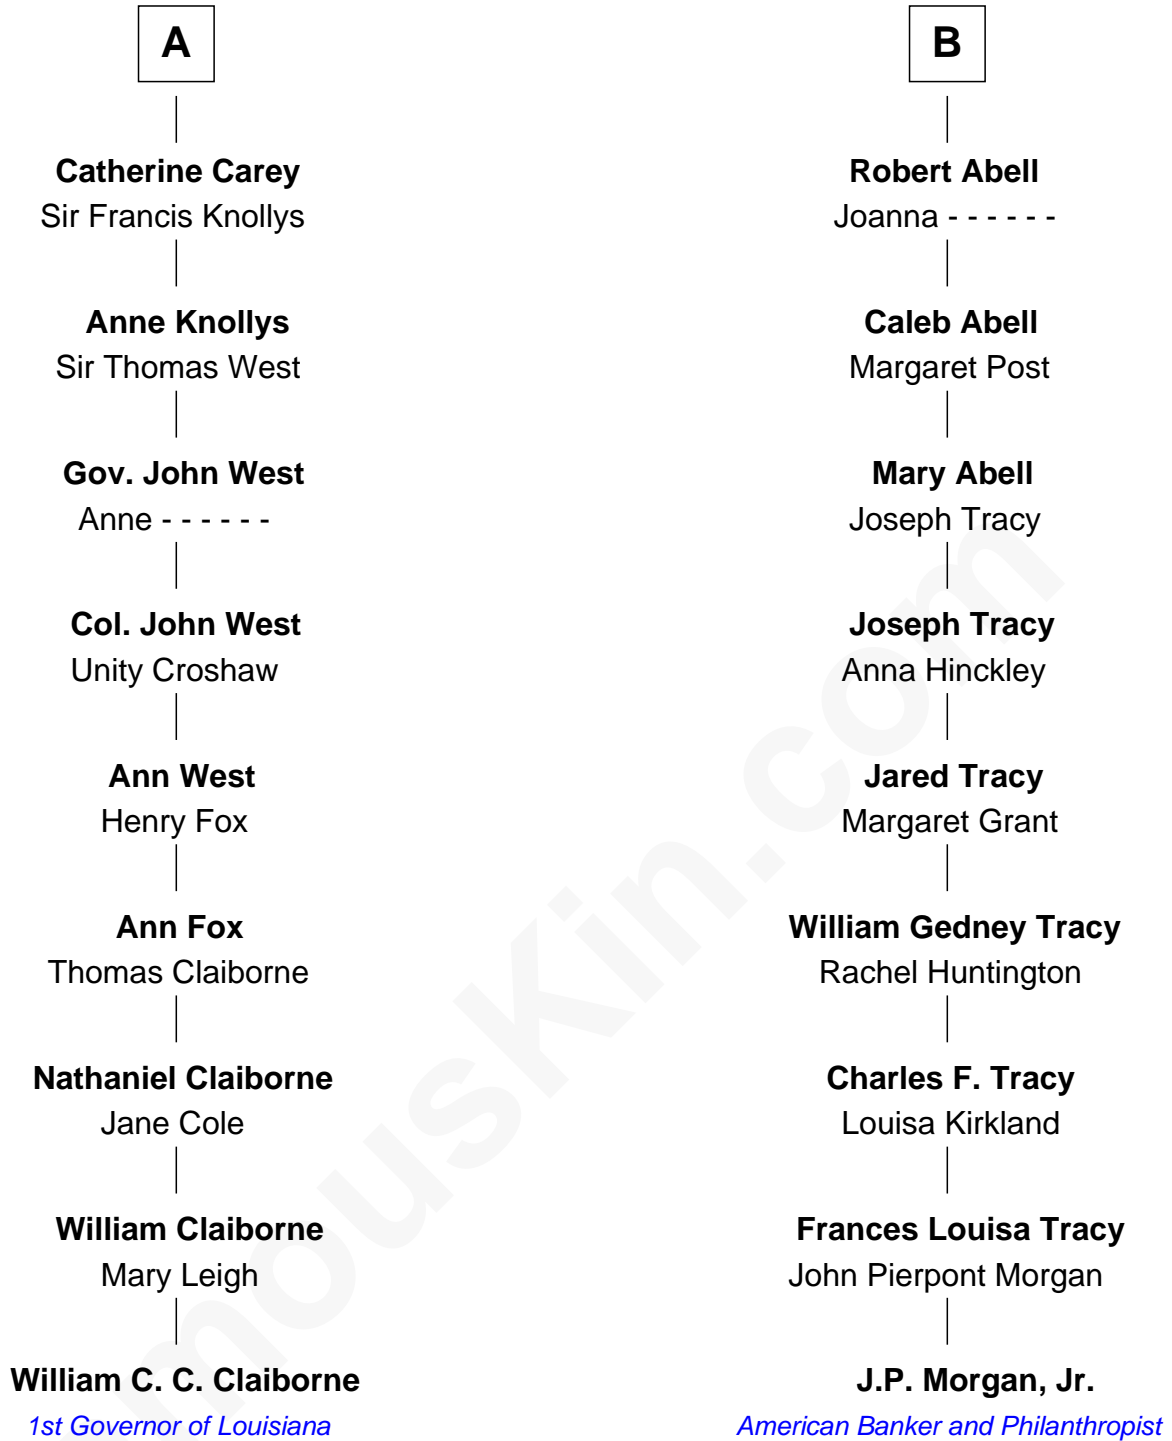 A
Catherine Carey
Sir Francis Knollys
Anne Knollys
Sir Thomas West
Gov. John West
Anne - - - - - -
Col. John West
Unity Croshaw
Ann West
Henry Fox
Ann Fox
Thomas Claiborne
Nathaniel Claiborne
Jane Cole
William Claiborne
Mary Leigh
William C. C. Claiborne
1st Governor of Louisiana
B
Robert Abell
Joanna - - - - - -
Caleb Abell
Margaret Post
Mary Abell
Joseph Tracy
Joseph Tracy
Anna Hinckley
Jared Tracy
Margaret Grant
William Gedney Tracy
Rachel Huntington
Charles F. Tracy
Louisa Kirkland
Frances Louisa Tracy
John Pierpont Morgan
J.P. Morgan, Jr.
American Banker and Philanthropist
mousKin.com